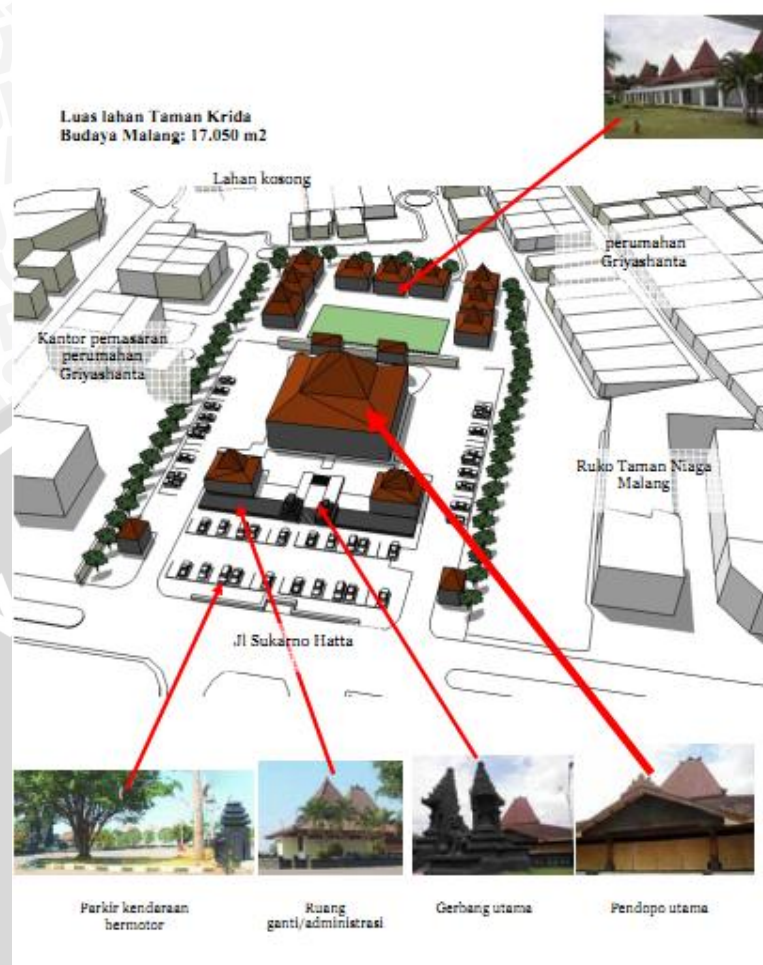 Luas lahan Taman Krida
Budaya Malang: 17.050 m2
Lahan kosong
perumahan
Griyashanta
Kantor pemasaran
perumahan
Griyashanta
Ruko Taman Niaga
Malang
Jl Sukarno Hatta
Parkir kendaraan
bermotor
Ruang
ganti/administrasi
Gerbang utama
Pendopo utama